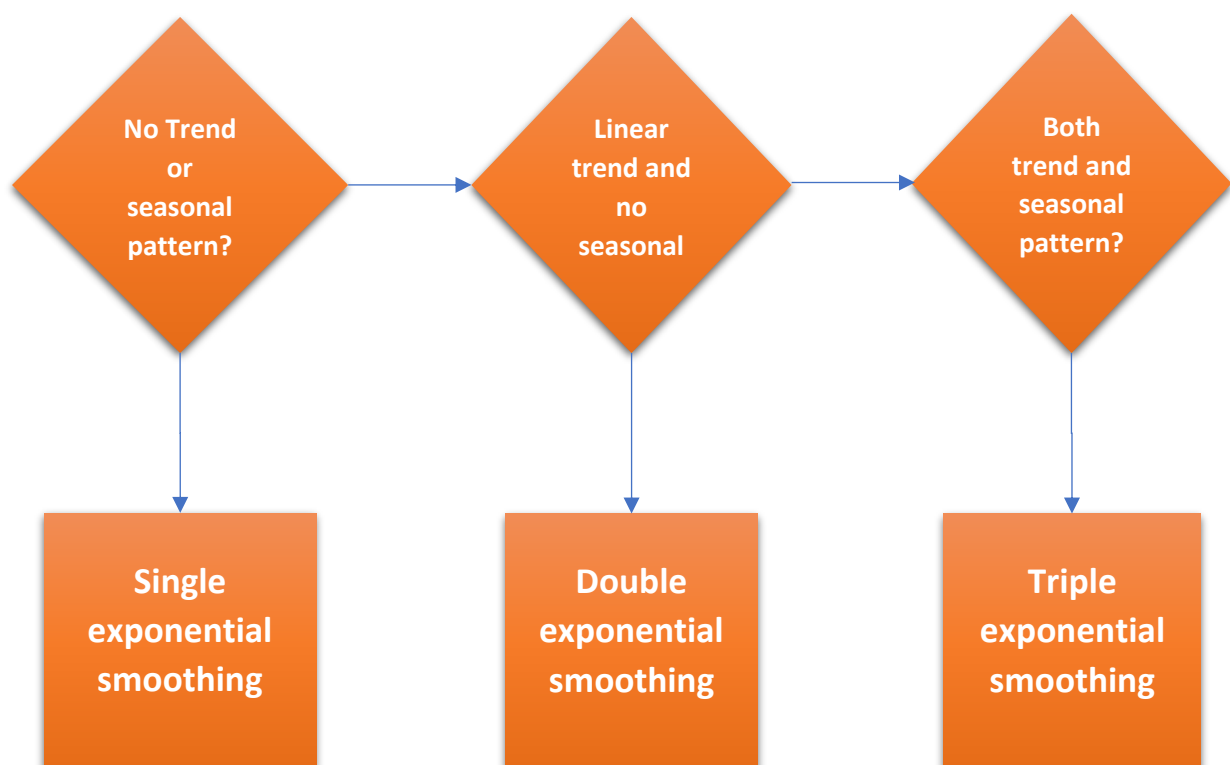 No Trend
or
seasonal
pattern?
Linear
trend and
no
seasonal
Both
trend and
seasonal
pattern?
Single
exponential
smoothing
Double
exponential
smoothing
Triple
exponential
smoothing